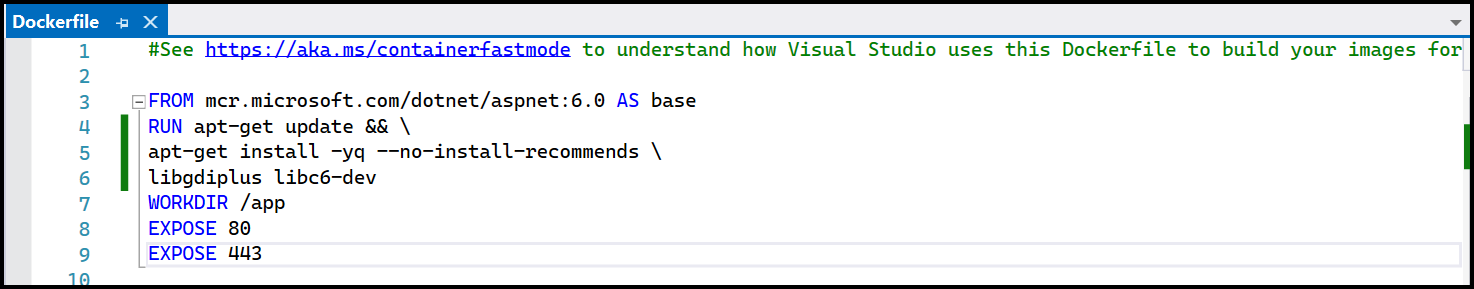 Dockerfile
1 #See https://aka.ms/containerfastmode to understand how Visual Studio uses this Dockerfile to build your images for
2
3 FROM mcr.microsoft.com/dotnet/aspnet:6.0 AS base
4 RUN apt-get update && \
5 apt-get install -yq --no-install-recommends \
6 libgdiplus libc6-dev
7 WORKDIR /app
8 EXPOSE 80
9 EXPOSE 443
10